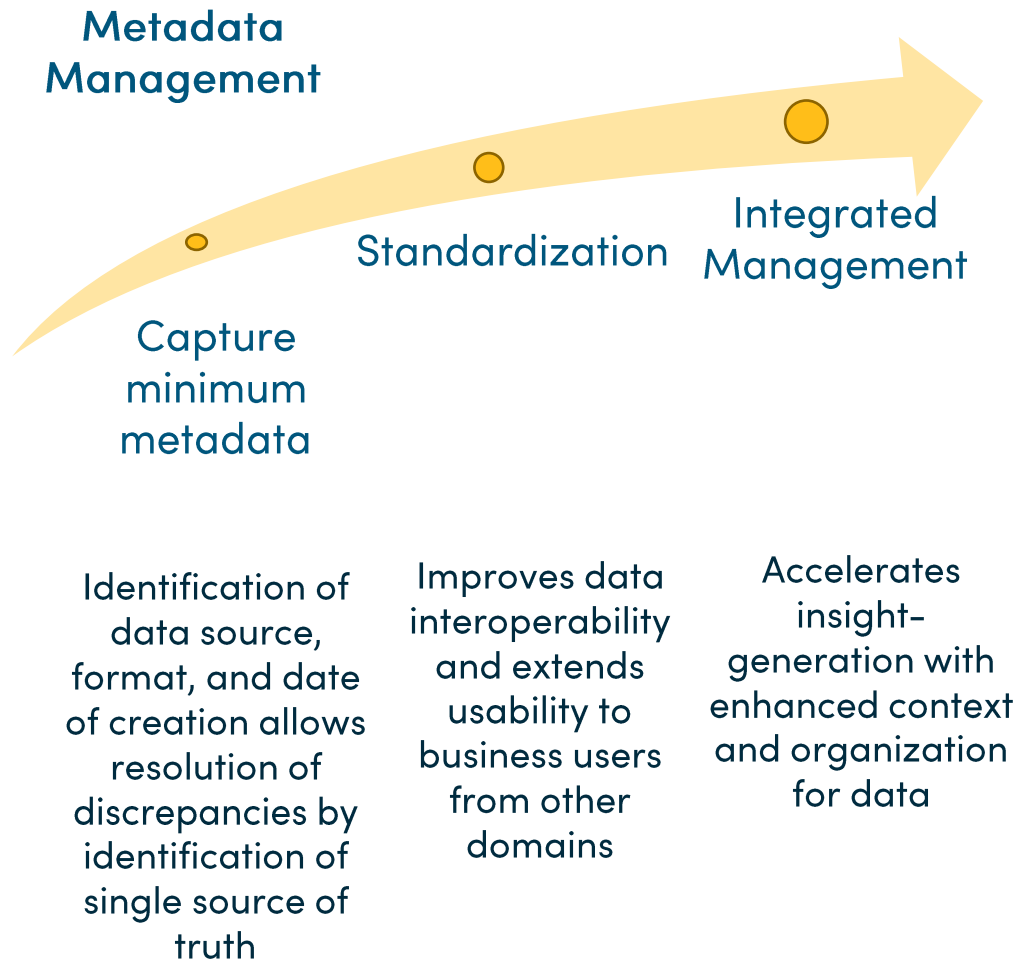 Metadata
Management
Capture
minimum
metadata
Standardization
Integrated
Management
Identification of
data source,
format, and date
of creation allows
resolution of
discrepancies by
identification of
single source of
truth
Improves data
interoperability
and extends
usability to
business users
from other
domains
Accelerates
insight-
generation with
enhanced context
and organization
for data